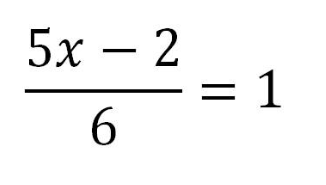 5x − 2
6
= 1